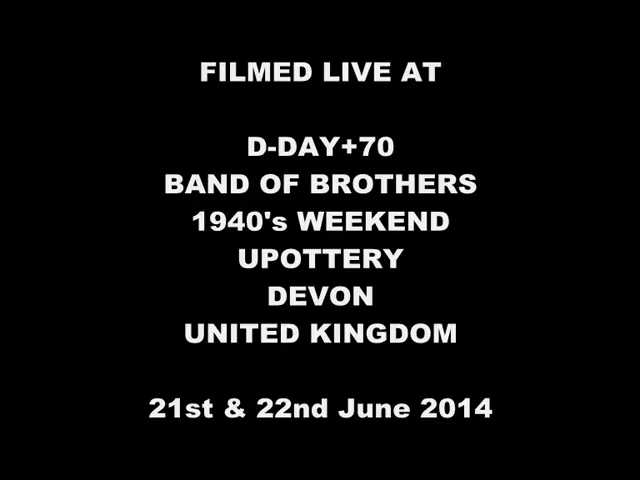 FILMED LIVE AT
D-DAY+70
BAND OF BROTHERS
1940's WEEKEND
UPOTTERY
DEVON
UNITED KINGDOM
21st & 22nd June 2014